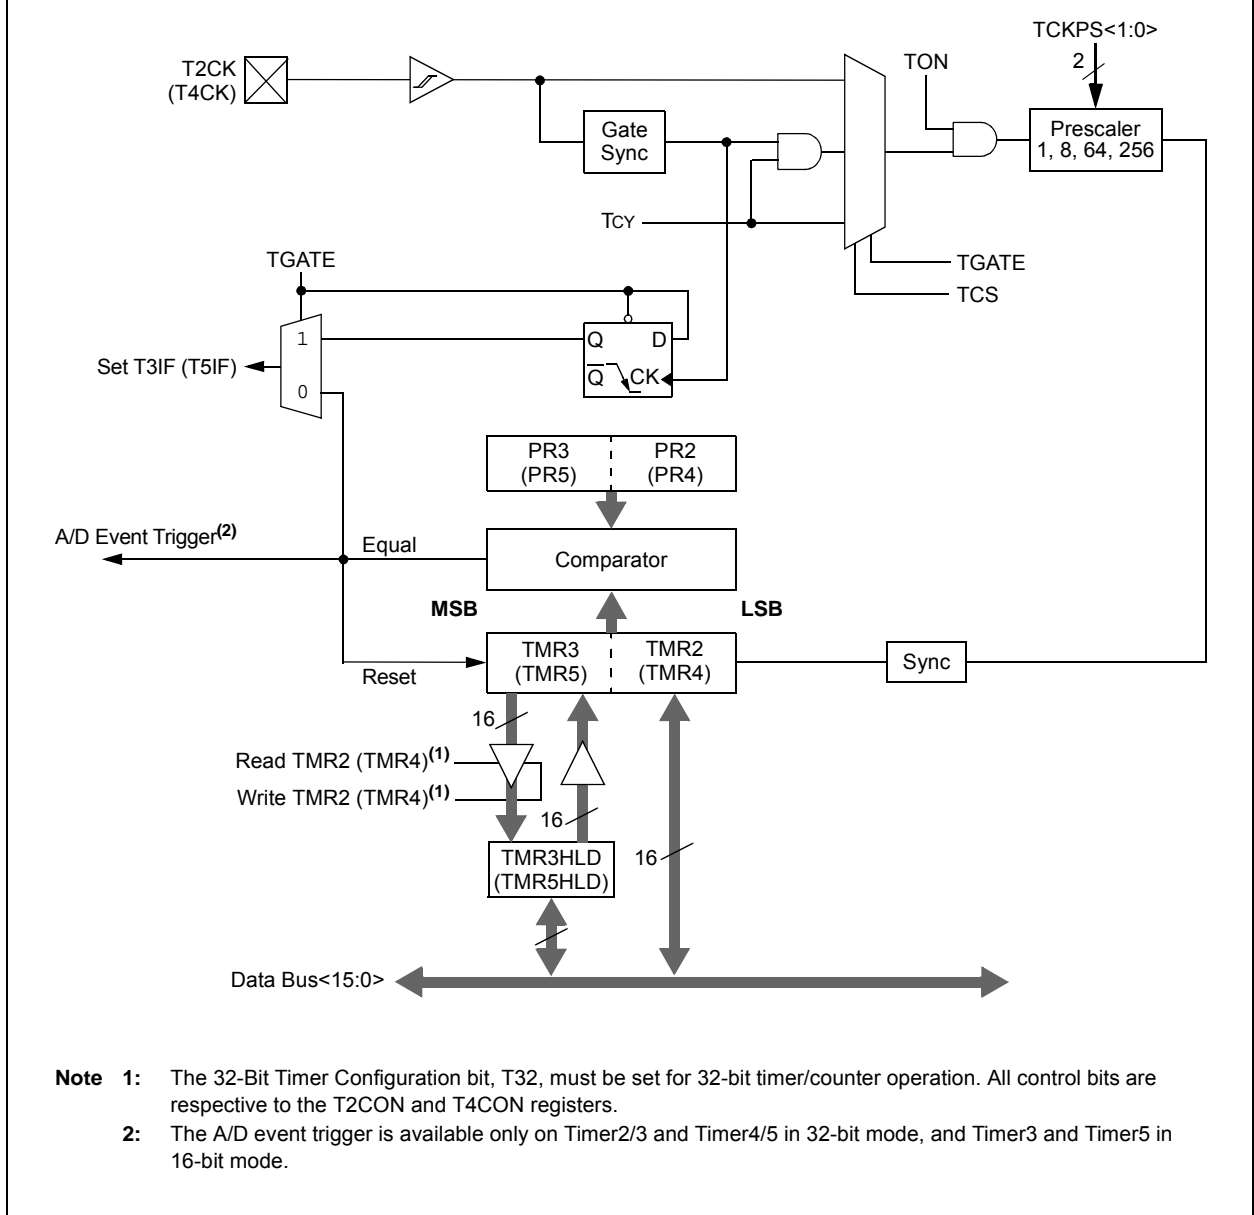 TCKPS<1:0>
2
T2CK
(T4CK)
TON
Gate
Sync
Prescaler
1, 8, 64, 256
TCY
TGATE
TCS
TGATE
1
0
Set T3IF (T5IF)
Q
D
Q
CK
PR3
(PR5)
PR2
(PR4)
A/D Event Trigger(2)
Equal
Comparator
MSB
LSB
TMR3
(TMR5)
TMR2
(TMR4)
Sync
Reset
16
Read TMR2 (TMR4)(1)
Write TMR2 (TMR4)(1)
16
TMR3HLD
(TMR5HLD)
16
Data Bus<15:0>
Note 1: The 32-Bit Timer Configuration bit, T32, must be set for 32-bit timer/counter operation. All control bits are
respective to the T2CON and T4CON registers.
2: The A/D event trigger is available only on Timer2/3 and Timer4/5 in 32-bit mode, and Timer3 and Timer5 in
16-bit mode.